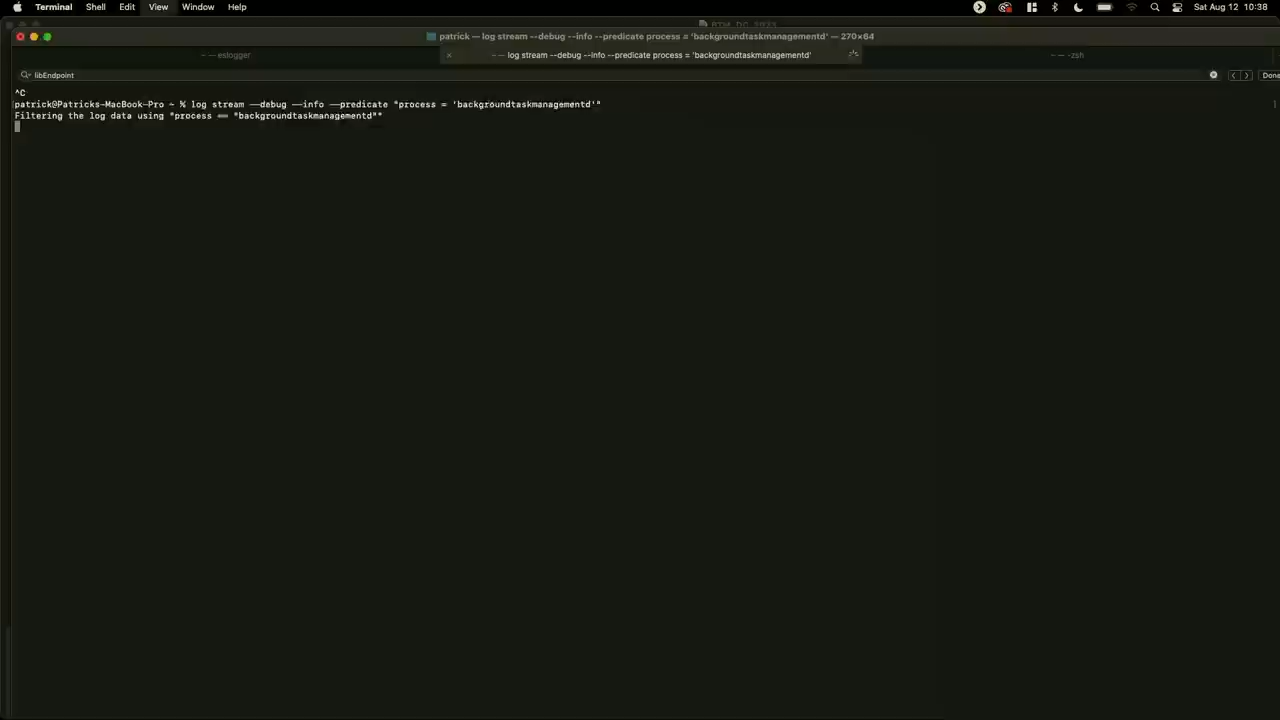 Terminal Shell Edit View Window Help Sat Aug 12 10:38
patrick — log stream --debug --info --predicate process = 'backgroundtaskmanagementd' — 270×64
~ — eslogger
~ — log stream --debug --info --predicate process = 'backgroundtaskmanagementd'
~ — -zsh
libEndpoint
Done
^C
patrick@Patricks-MacBook-Pro ~ % log stream --debug --info --predicate "process = 'backgroundtaskmanagementd'"
Filtering the log data using "process == "backgroundtaskmanagementd""